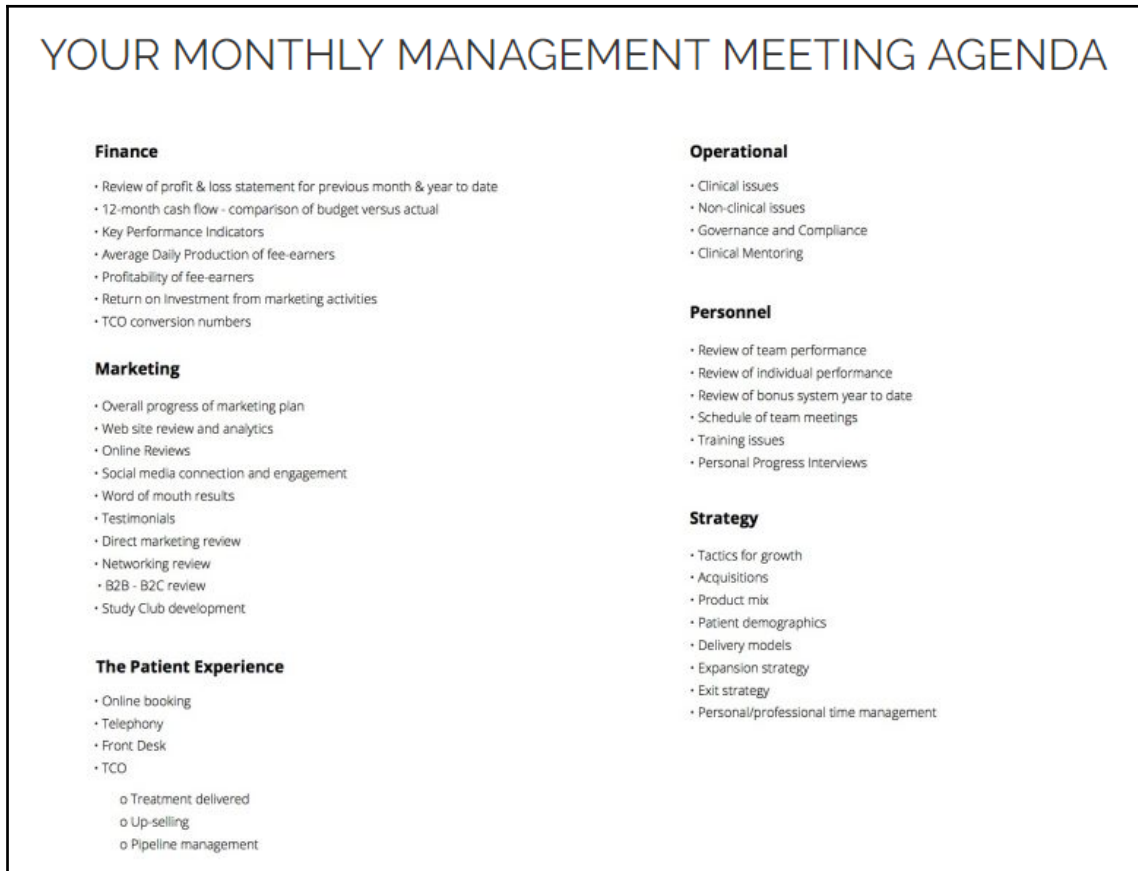 YOUR MONTHLY MANAGEMENT MEETING AGENDA
Finance
• Review of profit & loss statement for previous month & year to date
• 12-month cash flow - comparison of budget versus actual
• Key Performance Indicators
• Average Daily Production of fee-earners
• Profitability of fee-earners
• Return on Investment from marketing activities
• TCO conversion numbers
Marketing
• Overall progress of marketing plan
• Web site review and analytics
• Online Reviews
• Social media connection and engagement
• Word of mouth results
• Testimonials
• Direct marketing review
• Networking review
• B2B - B2C review
• Study Club development
The Patient Experience
• Online booking
• Telephony
• Front Desk
• TCO
o Treatment delivered
o Up-selling
o Pipeline management
Operational
• Clinical issues
• Non-clinical issues
• Governance and Compliance
• Clinical Mentoring
Personnel
• Review of team performance
• Review of individual performance
• Review of bonus system year to date
• Schedule of team meetings
• Training issues
• Personal Progress Interviews
Strategy
• Tactics for growth
• Acquisitions
• Product mix
• Patient demographics
• Delivery models
• Expansion strategy
• Exit strategy
• Personal/professional time management